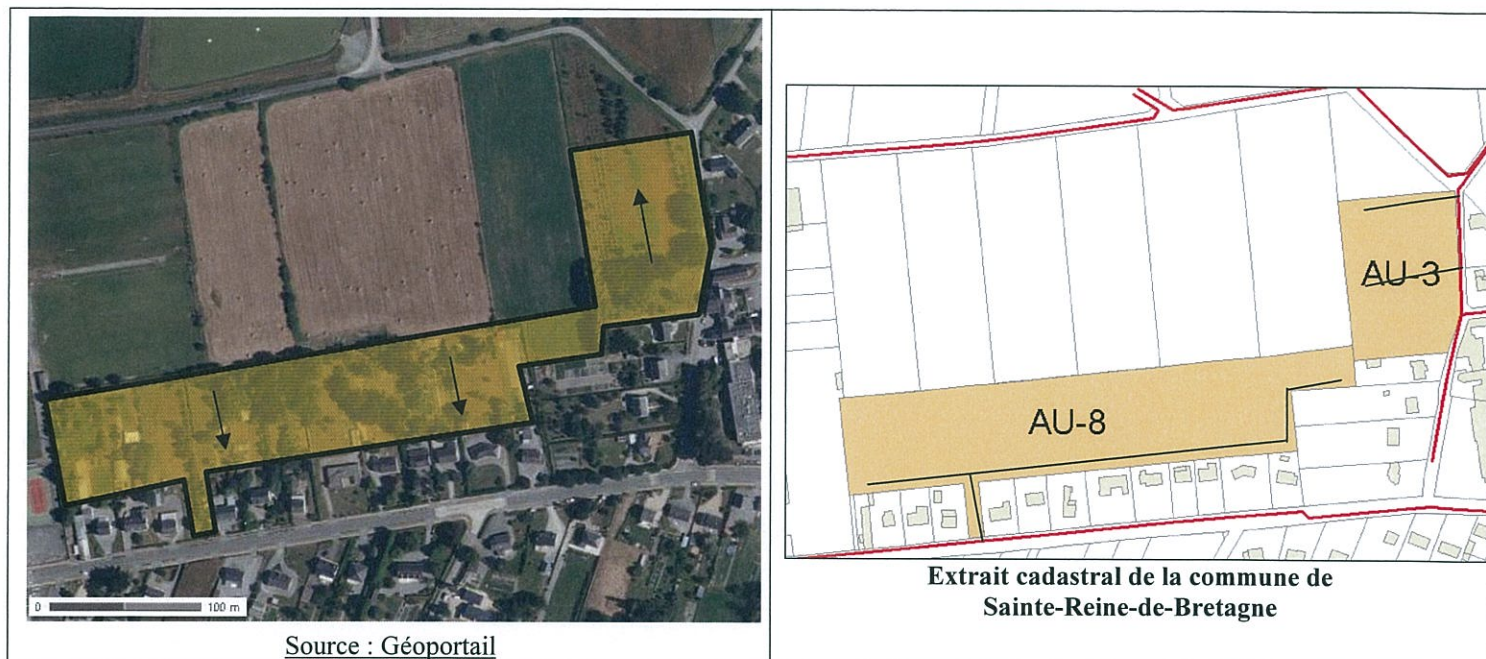 0 100 m
Source : Géoportail
AU-3
AU-8
Extrait cadastral de la commune de
Sainte-Reine-de-Bretagne